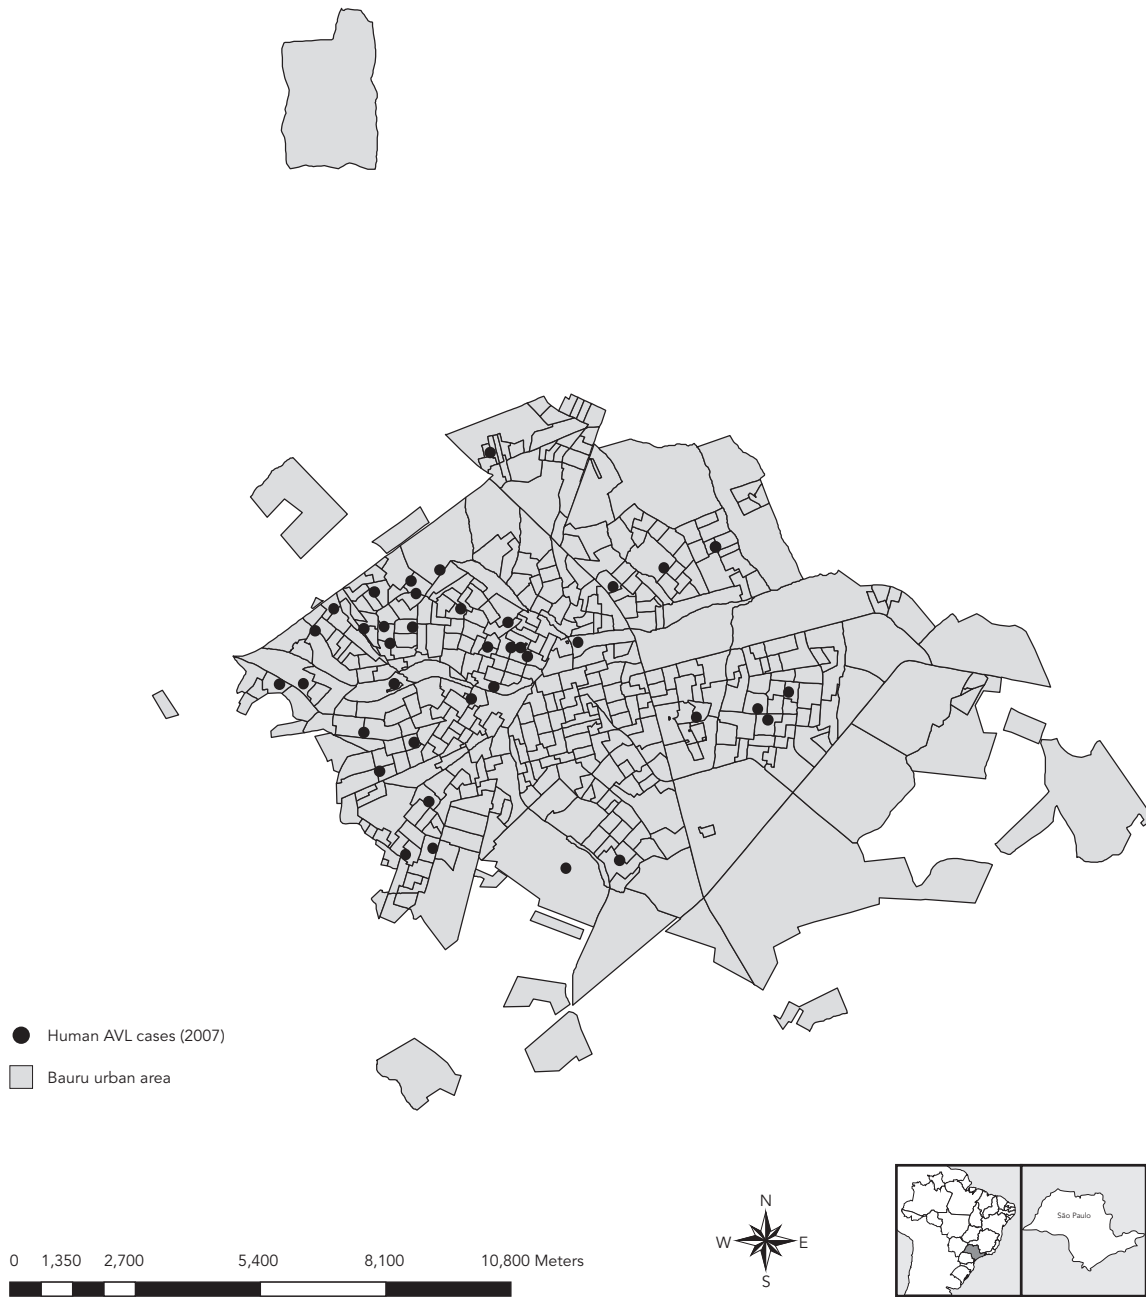 Human AVL cases (2007)
Bauru urban area
0 1,350 2,700 5,400 8,100 10,800 Meters
N
W E
S
São Paulo